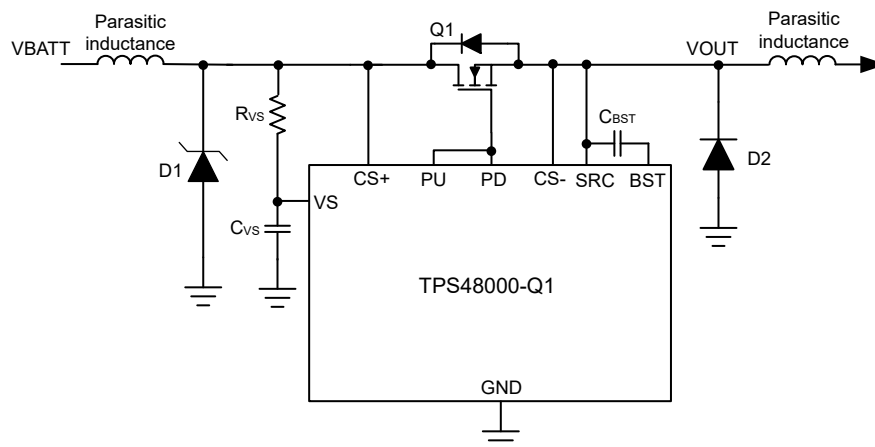 Parasitic
inductance
VBATT
Q1
VOUT
Parasitic
inductance
RVS
CBST
D1
D2
CS+
PU
PD
CS-
SRC
BST
VS
CVS
TPS48000-Q1
GND